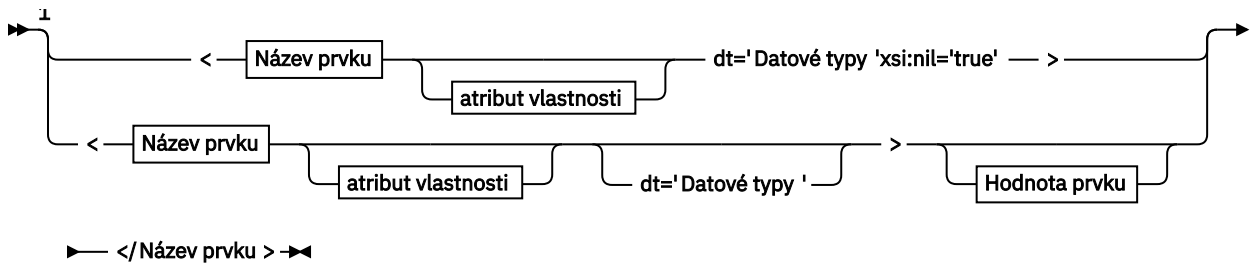 1
< Název prvku dt='Datové typy 'xsi:nil='true' >
atribut vlastnosti
< Název prvku >
atribut vlastnosti dt='Datové typy ' Hodnota prvku
</Název prvku >